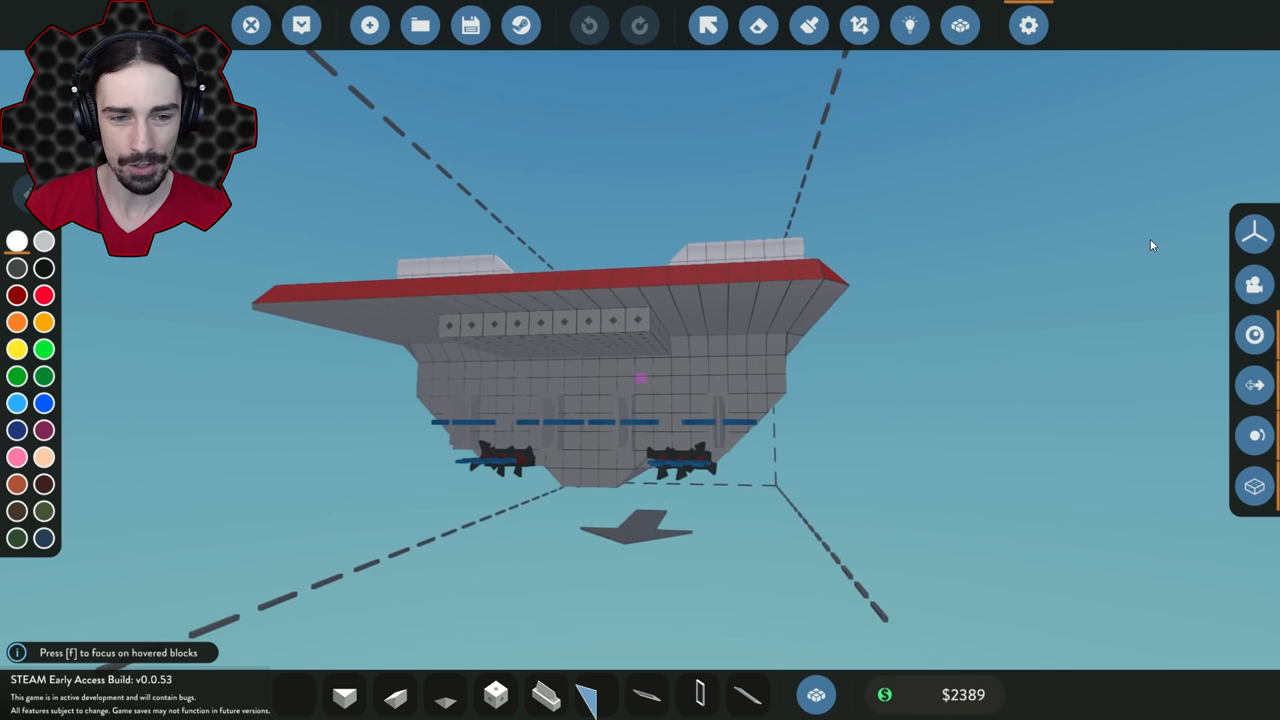 Press [f] to focus on hovered blocks
STEAM Early Access Build: v0.0.53
This game is in active development and will contain bugs.
All features subject to change. Game saves may not function in future versions.
$
$2389